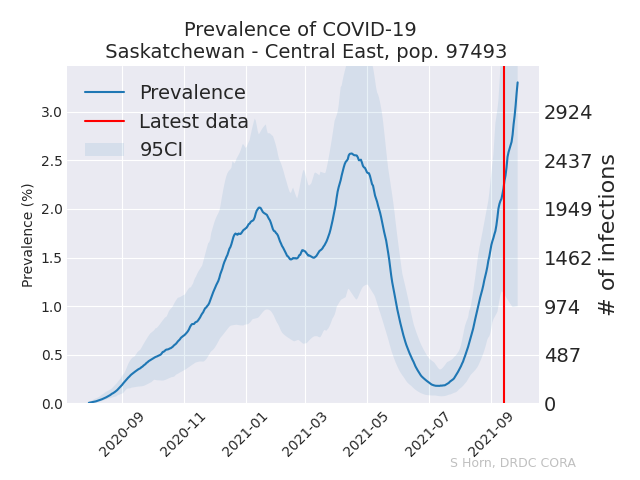 Prevalence of COVID-19
Saskatchewan - Central East, pop. 97493
Prevalence
Latest data
95CI
Prevalence (%)
3.0
2.5
2.0
1.5
1.0
0.5
0.0
2924
2437
1949
1462
974
487
0
# of infections
2020-09
2020-11
2021-01
2021-03
2021-05
2021-07
2021-09
S Horn, DRDC CORA